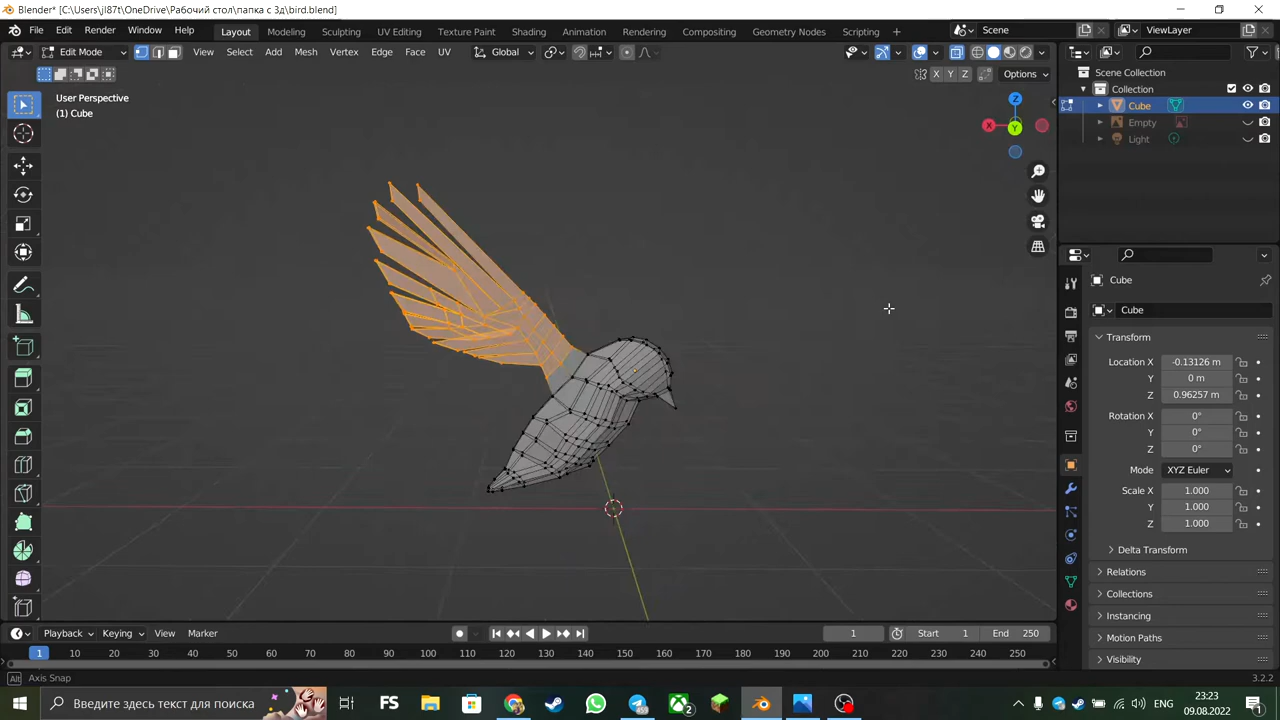 Blender* [C:\Users\jl87t\OneDrive\Рабочий стол\папка с 3д\bird.blend]
File Edit Render Window Help Layout Modeling Sculpting UV Editing Texture Paint Shading Animation Rendering Compositing Geometry Nodes Scripting + Scene ViewLayer
Edit Mode View Select Add Mesh Vertex Edge Face UV Global
X Y Z Options
Scene Collection
User Perspective
(1) Cube
Collection
Cube
Empty
Light
Z
X
Y
Cube
Cube
Transform
Location X -0.13126 m
Y 0 m
Z 0.96257 m
Rotation X 0°
Y 0°
Z 0°
Mode XYZ Euler
Scale X 1.000
Y 1.000
Z 1.000
Delta Transform
Relations
Collections
Instancing
Motion Paths
Visibility
Playback Keying View Marker 1 Start 1 End 250
1 10 20 30 40 50 60 70 80 90 100 110 120 130 140 150 160 170 180 190 200 210 220 230 240 250
Alt Axis Snap 3.2.2
Введите здесь текст для поиска FS 2 ENG 23:23
09.08.2022